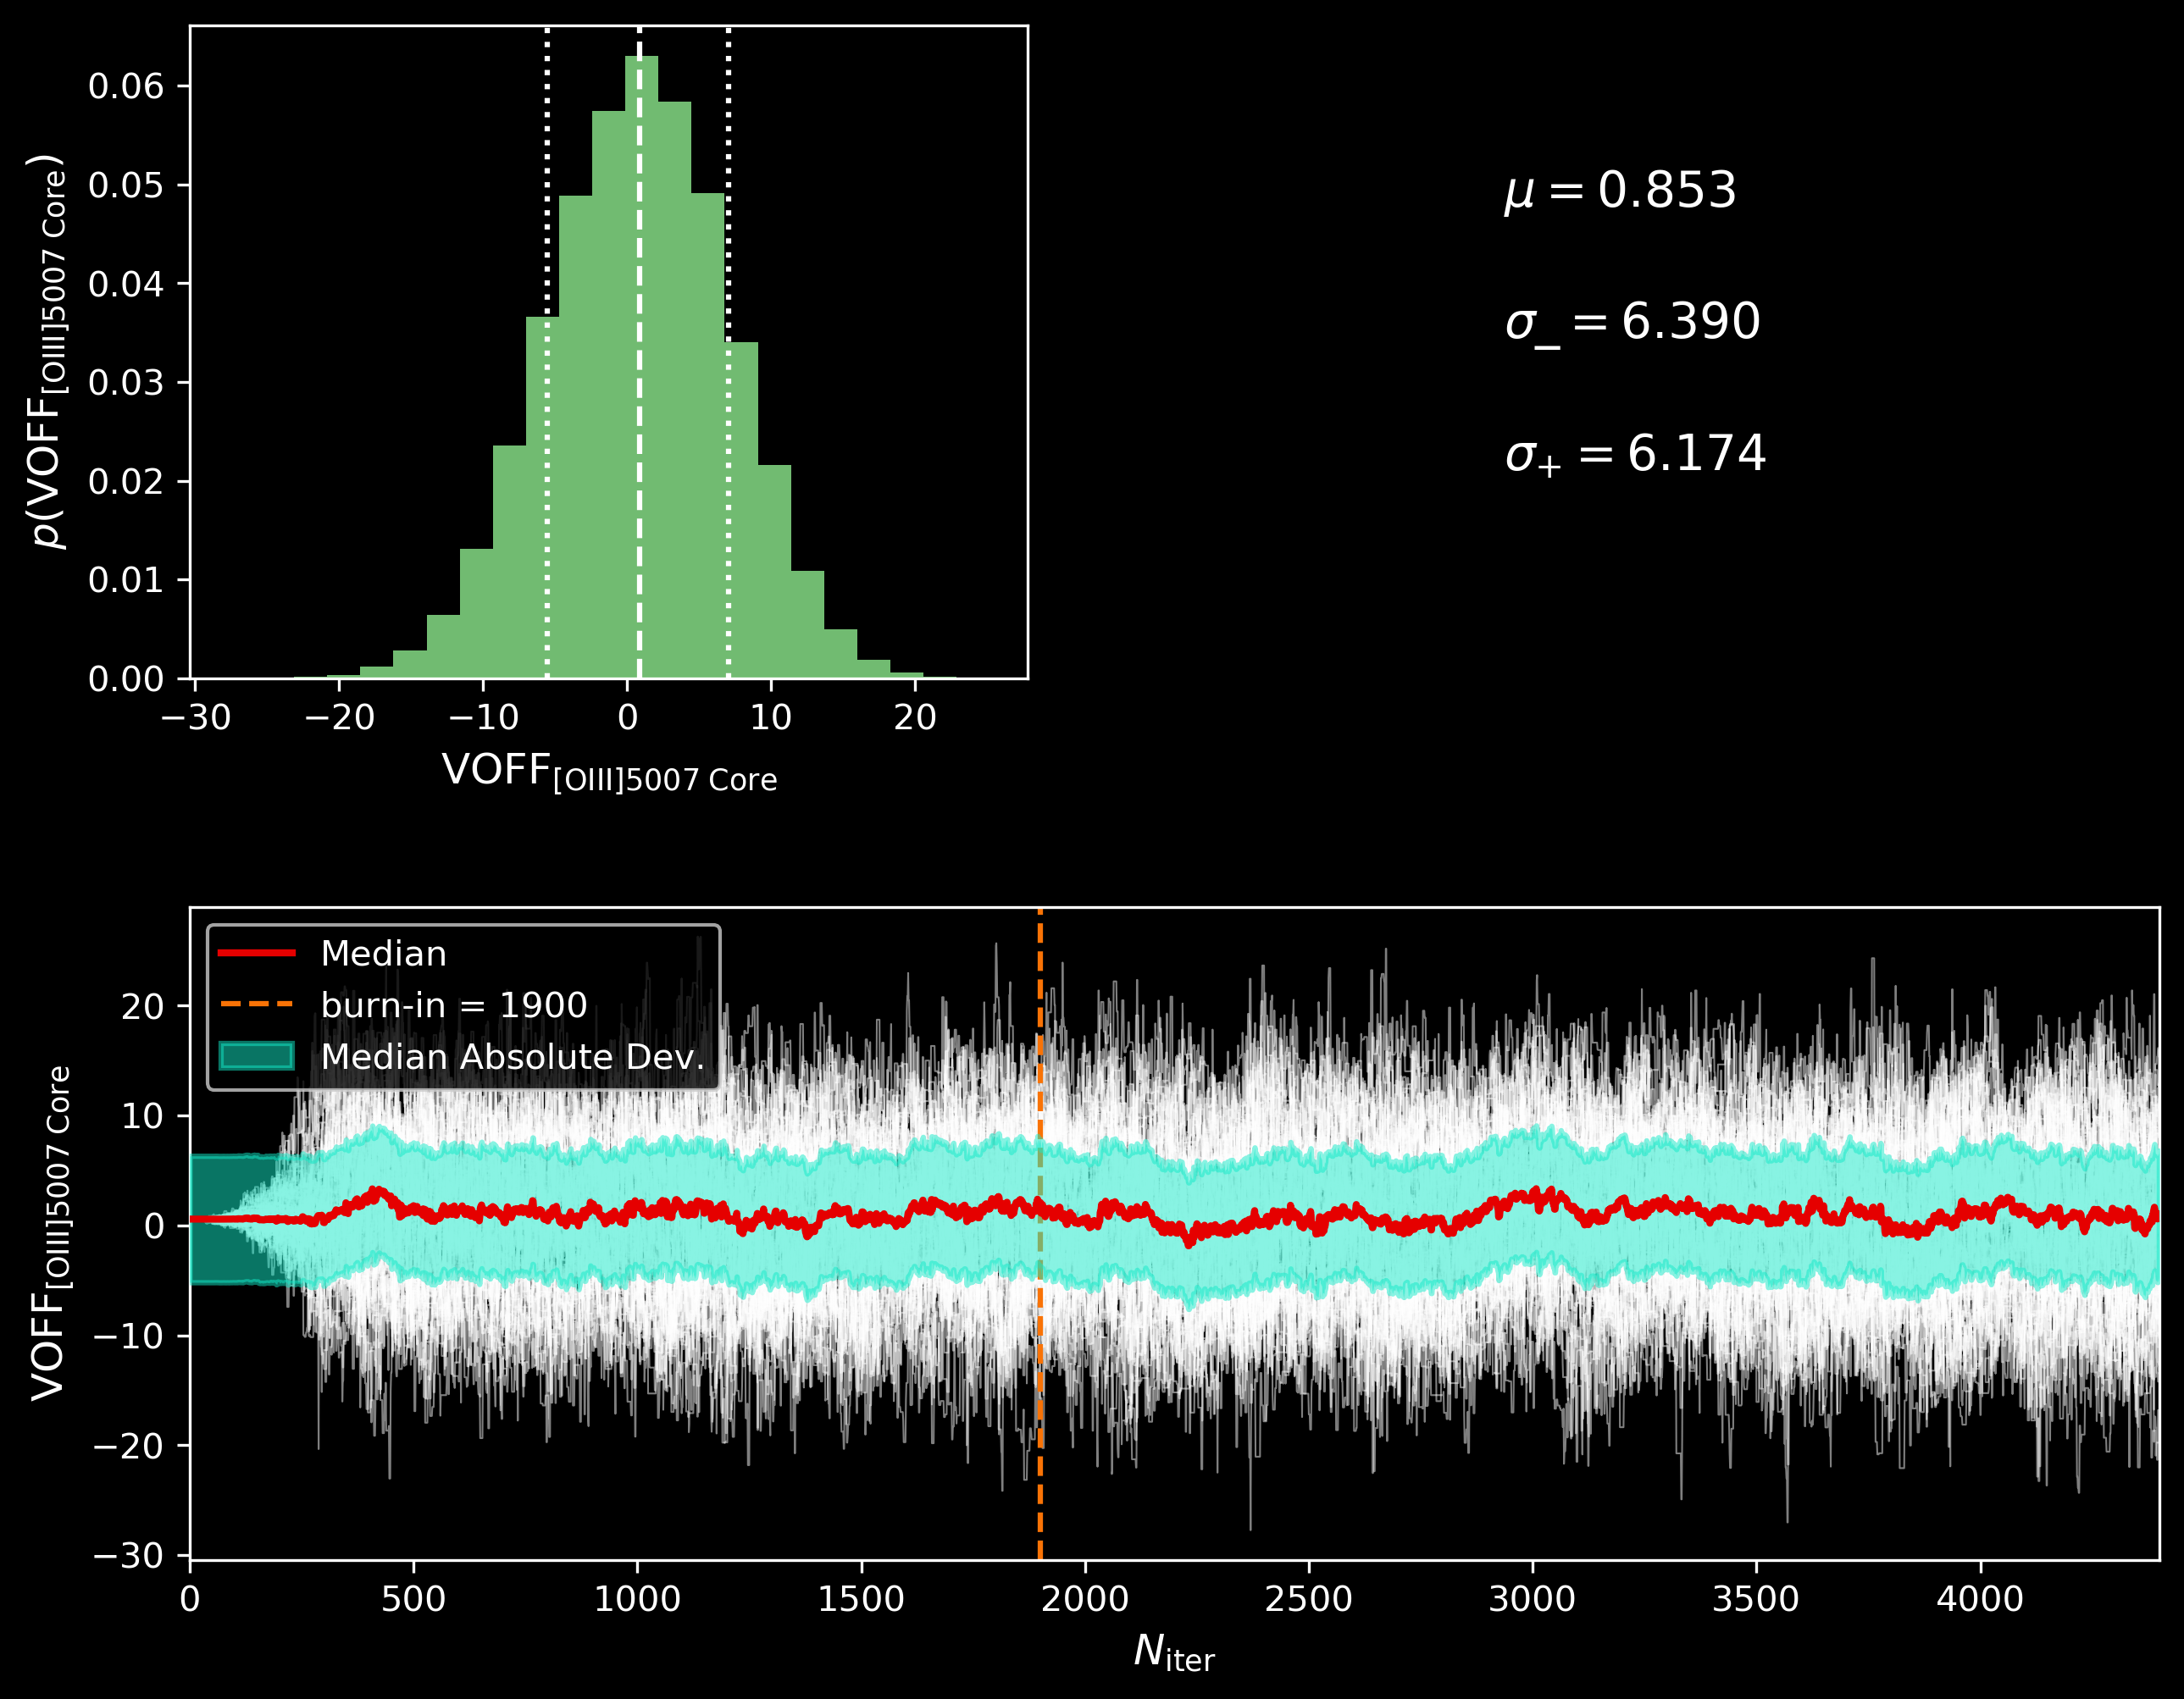 p(VOFF[OIII]5007 Core)
0.06
0.05
0.04
0.03
0.02
0.01
0.00
−30 −20 −10 0 10 20
VOFF[OIII]5007 Core
μ = 0.853
σ− = 6.390
σ+ = 6.174
VOFF[OIII]5007 Core
20
10
0
−10
−20
−30
Median
burn-in = 1900
Median Absolute Dev.
0 500 1000 1500 2000 2500 3000 3500 4000
Niter